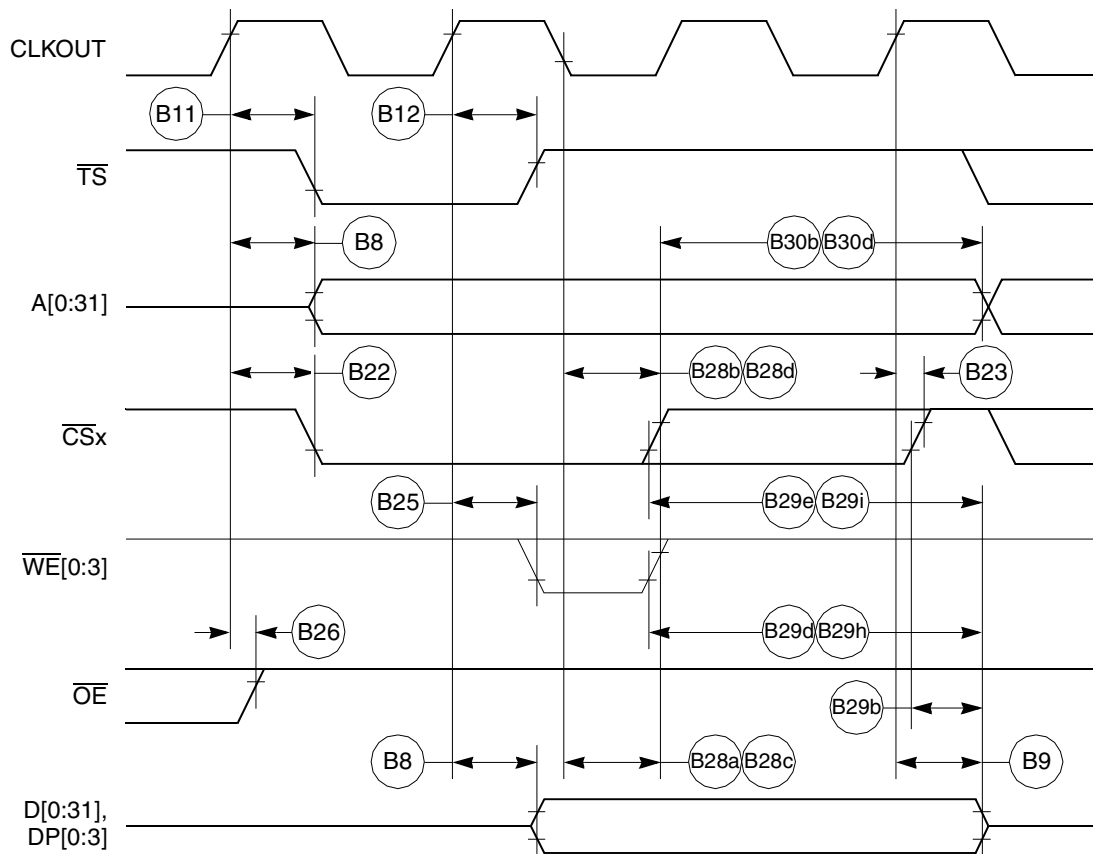 CLKOUT
B11
B12
TS
B8
B30b B30d
A[0:31]
B22
B28b B28d
B23
CSx
B25
B29e B29i
WE[0:3]
B26
B29d B29h
OE
B29b
B8
B28a B28c
B9
D[0:31],
DP[0:3]